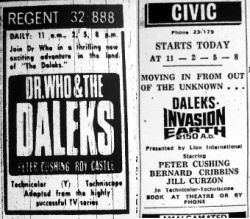 REGENT 32 888
DAILY: 11 a.m., 2, 5, 8 p.m.
Join Dr Who in a thrilling new
exciting adventure in the land
of "The Daleks."
DR. WHO & THE
DALEKS
PETER CUSHING ROY CASTLE
Technicolor (Y) Techniscope
Adapted from the highly
successful TV series
CIVIC
Phone 23-179
STARTS TODAY
AT 11-2-5-8
MOVING IN FROM OUT
OF THE UNKNOWN . . .
DALEKS-
INVASION
EARTH
2150 A.D.
Presented by Lion International
Starring
PETER CUSHING
BERNARD CRIBBINS
JILL CURZON
In Technicolor-Techniscope
BOOK AT THEATRE OR BY
PHONE